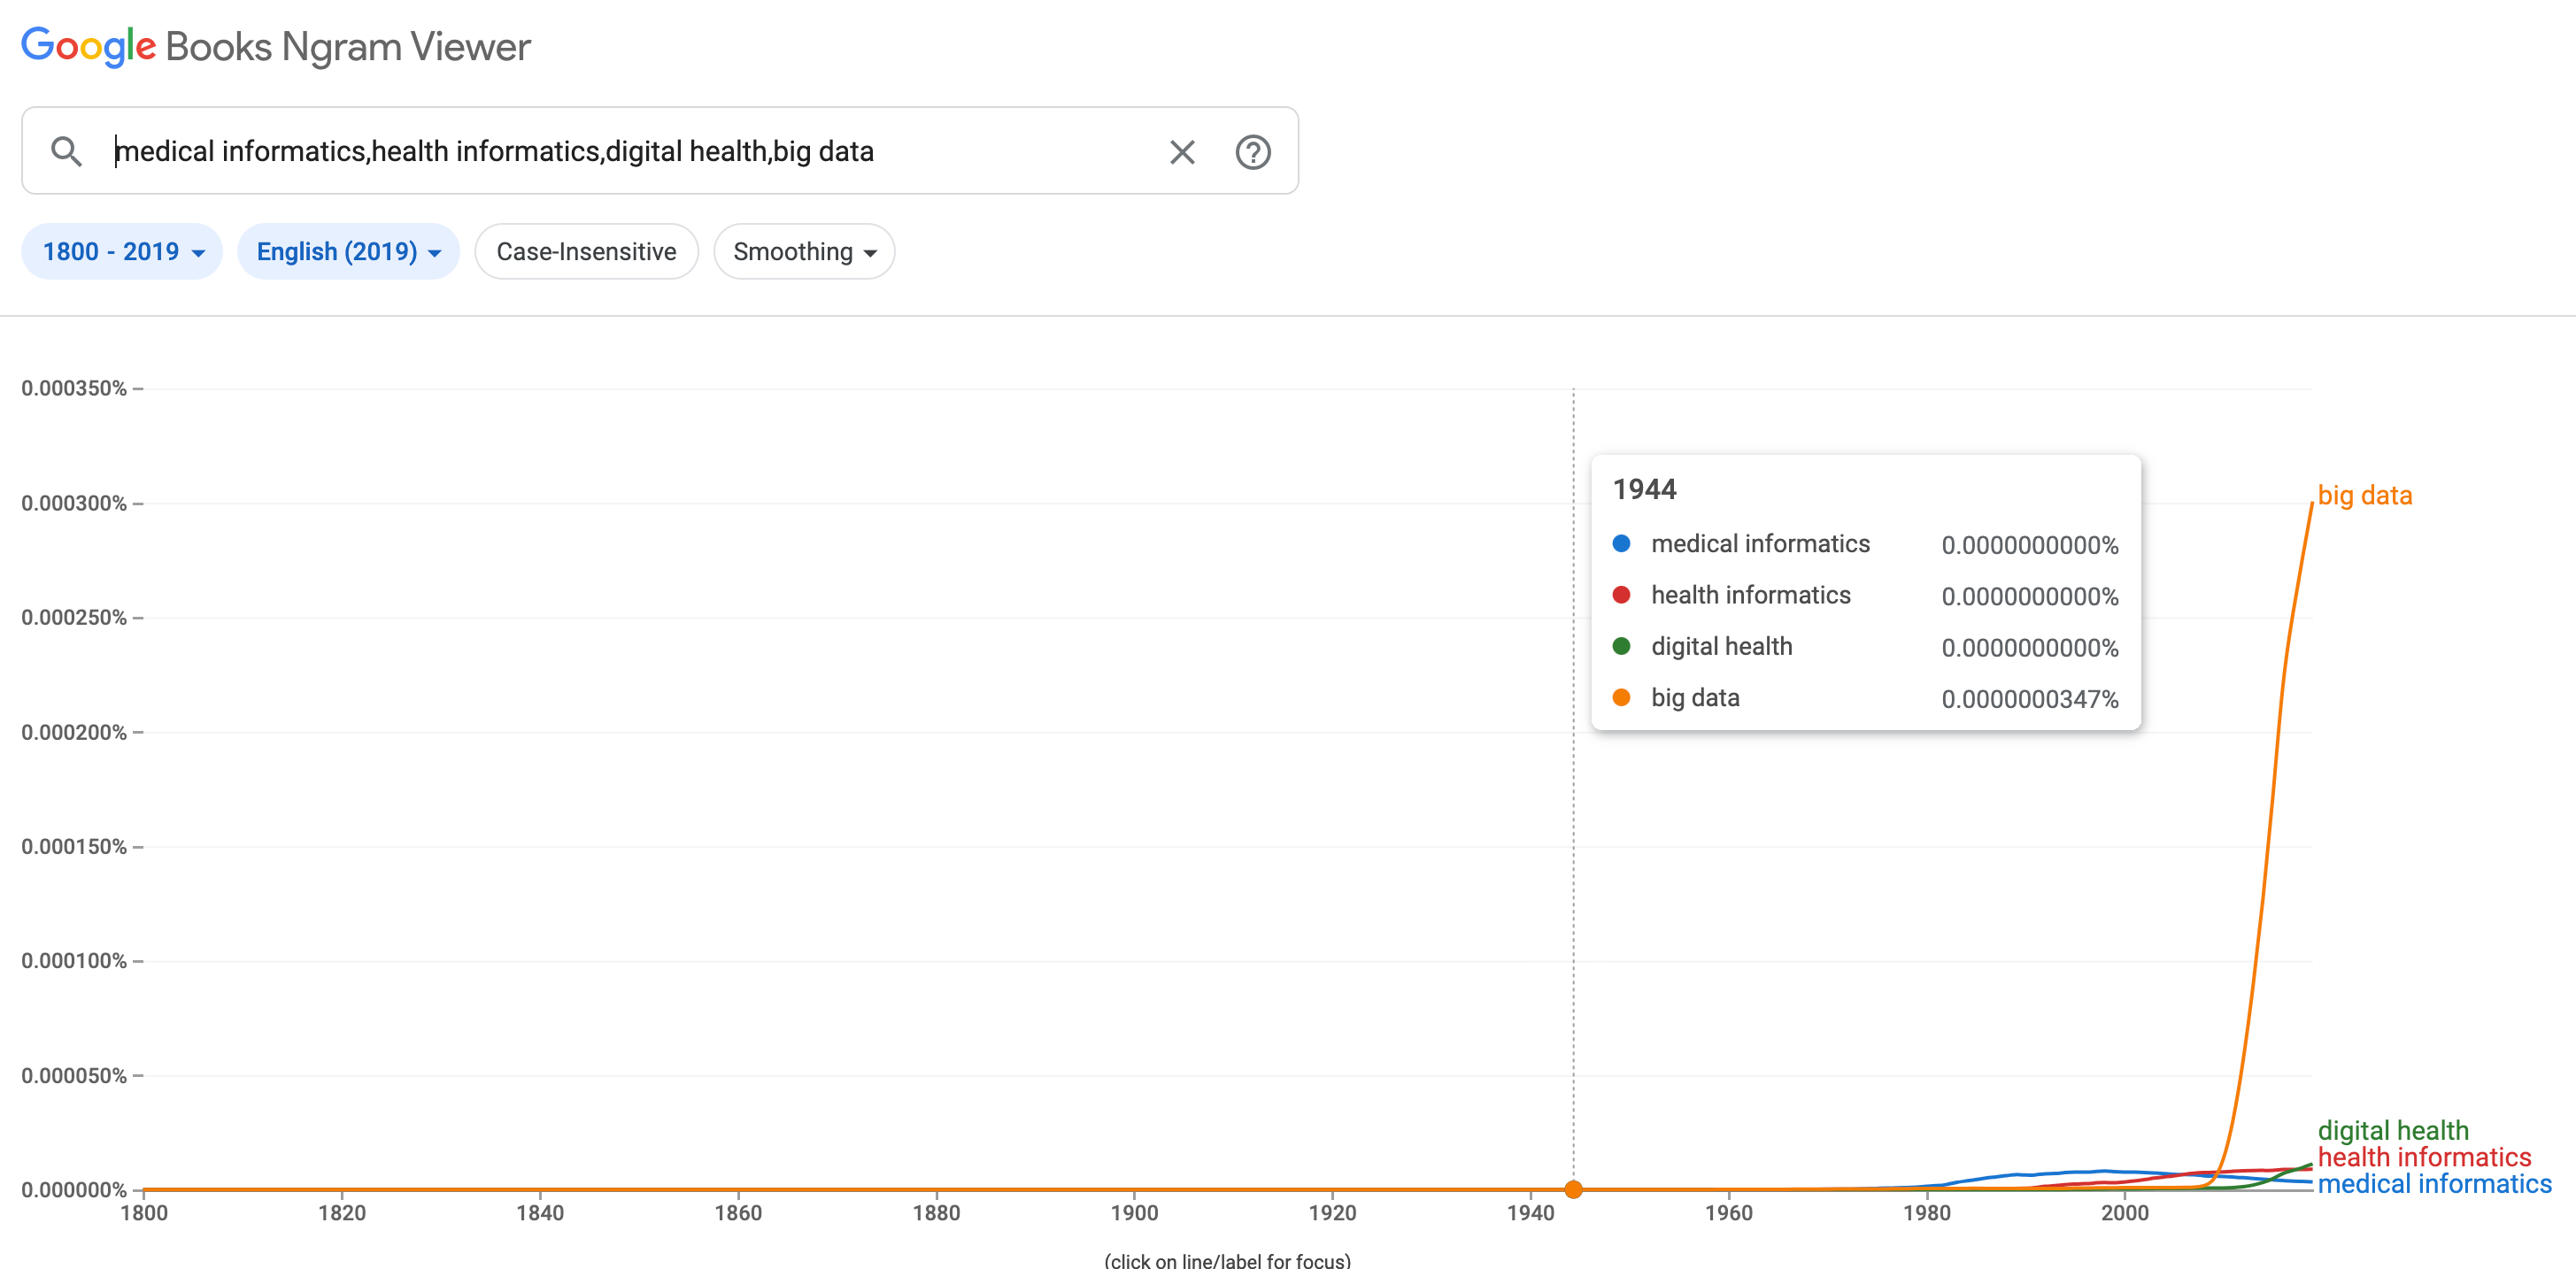 Google Books Ngram Viewer
medical informatics,health informatics,digital health,big data
1800 - 2019 English (2019) Case-Insensitive Smoothing
0.000350%
0.000300%
0.000250%
0.000200%
0.000150%
0.000100%
0.000050%
0.000000%
1944
medical informatics 0.0000000000%
health informatics 0.0000000000%
digital health 0.0000000000%
big data 0.0000000347%
big data
digital health
health informatics
medical informatics
1800 1820 1840 1860 1880 1900 1920 1940 1960 1980 2000
(click on line/label for focus)